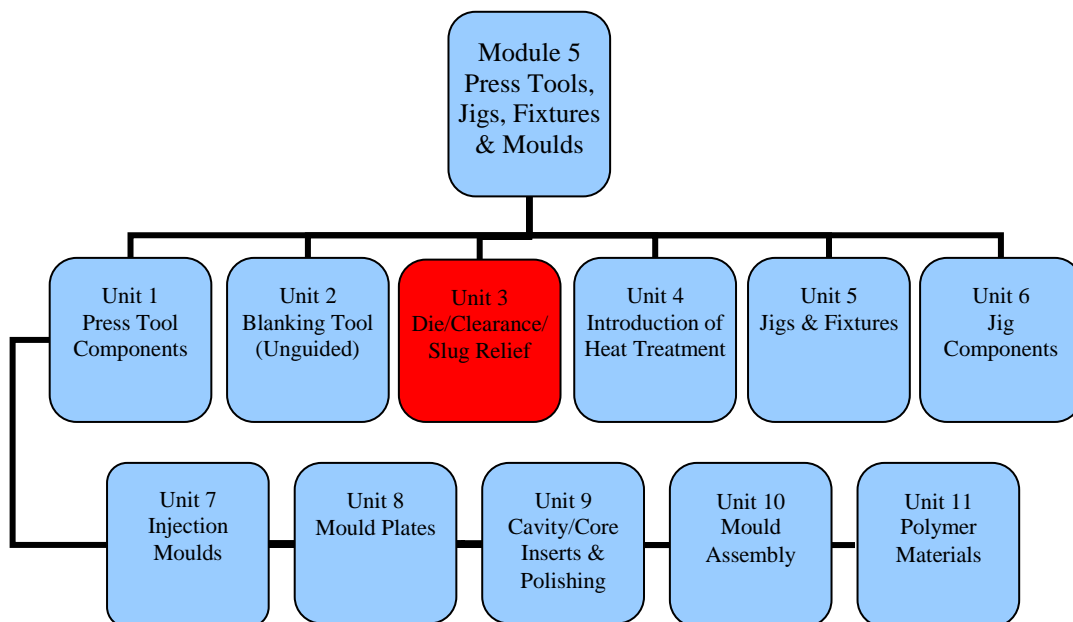 Module 5
Press Tools,
Jigs, Fixtures
& Moulds
Unit 1
Press Tool
Components
Unit 2
Blanking Tool
(Unguided)
Unit 3
Die/Clearance/
Slug Relief
Unit 4
Introduction of
Heat Treatment
Unit 5
Jigs & Fixtures
Unit 6
Jig
Components
Unit 7
Injection
Moulds
Unit 8
Mould Plates
Unit 9
Cavity/Core
Inserts &
Polishing
Unit 10
Mould
Assembly
Unit 11
Polymer
Materials